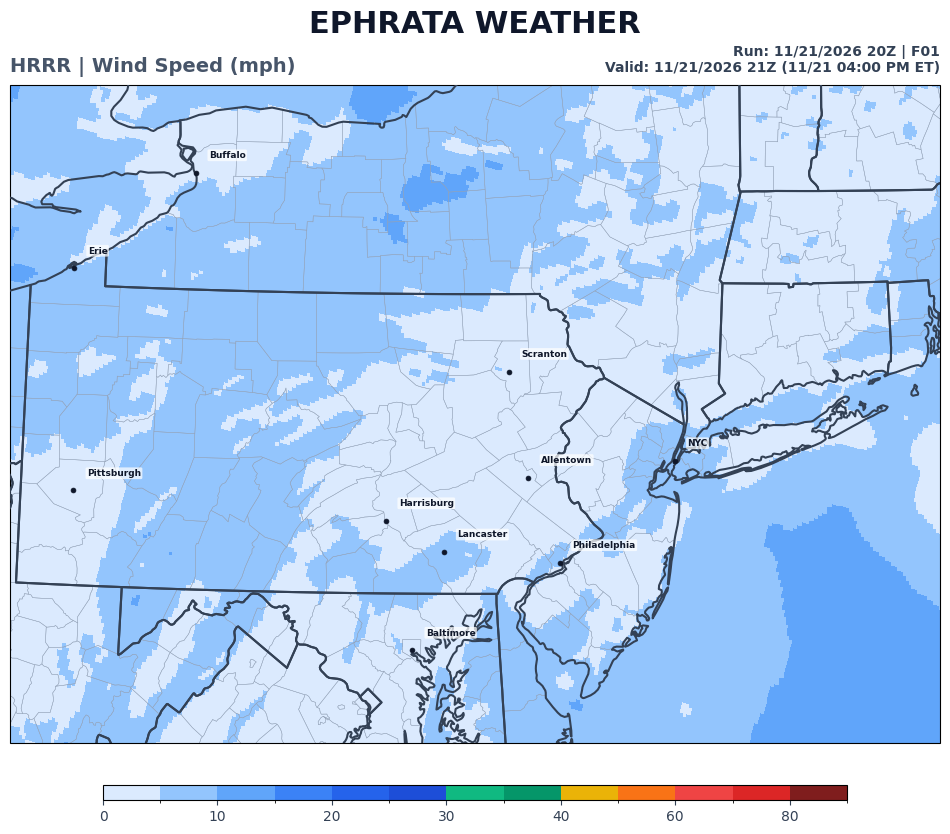 EPHRATA WEATHER
HRRR | Wind Speed (mph)
Run: 11/21/2026 20Z | F01
Valid: 11/21/2026 21Z (11/21 04:00 PM ET)
Buffalo
Erie
Scranton
NYC
Allentown
Pittsburgh
Harrisburg
Lancaster
Philadelphia
Baltimore
0 10 20 30 40 60 80